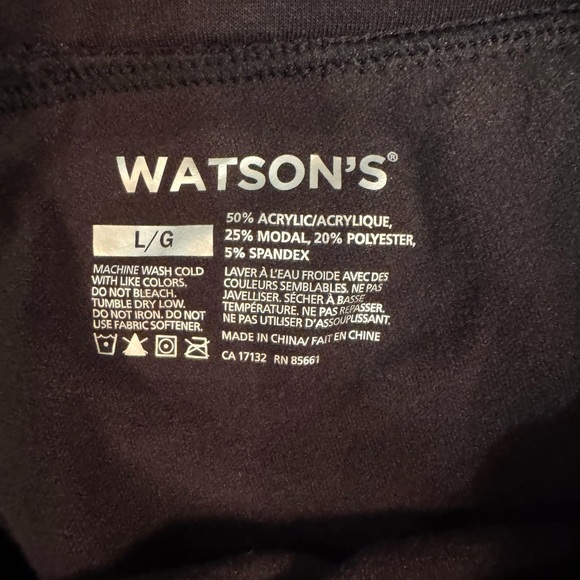 WATSON'S®
L/G
50% ACRYLIC/ACRYLIQUE,
25% MODAL, 20% POLYESTER,
5% SPANDEX
MACHINE WASH COLD
WITH LIKE COLORS.
DO NOT BLEACH.
TUMBLE DRY LOW.
DO NOT IRON. DO NOT
USE FABRIC SOFTENER.
LAVER À L'EAU FROIDE AVEC DES
COULEURS SEMBLABLES. NE PAS
JAVELLISER. SÉCHER À BASSE
TEMPÉRATURE. NE PAS REPASSER.
NE PAS UTILISER D'ASSOUPLISSANT.
MADE IN CHINA/ FAIT EN CHINE
CA 17132 RN 85661